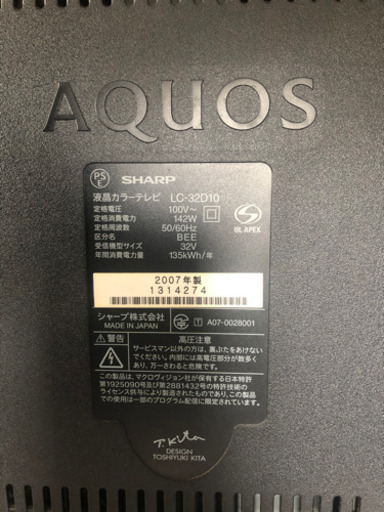 AQUOS
PS
E
SHARP
液晶カラーテレビ LC-32D10
定格電圧 100V～
定格消費電力 142W
定格周波数 50/60Hz
区分名 BEE
受信機型サイズ 32V
年間消費電力量 135kWh/年
GL APEX
2007年製
1314274
シャープ株式会社
MADE IN JAPAN
A07-0028001
警告
高圧注意
サービスマン以外の方は、裏ぶたをあけないで
ください。内部には高電圧部分が数多く
あり、万一さわると危険です。
この製品は、マクロヴィジョン社が保有する日本特許
第1925090号及び第2881432号の特許技術の
ライセンス供与により製造されたものであり、この製品
での使用は一部のプログラム配信に限定されます。
T. Kita
DESIGN
TOSHIYUKI KITA